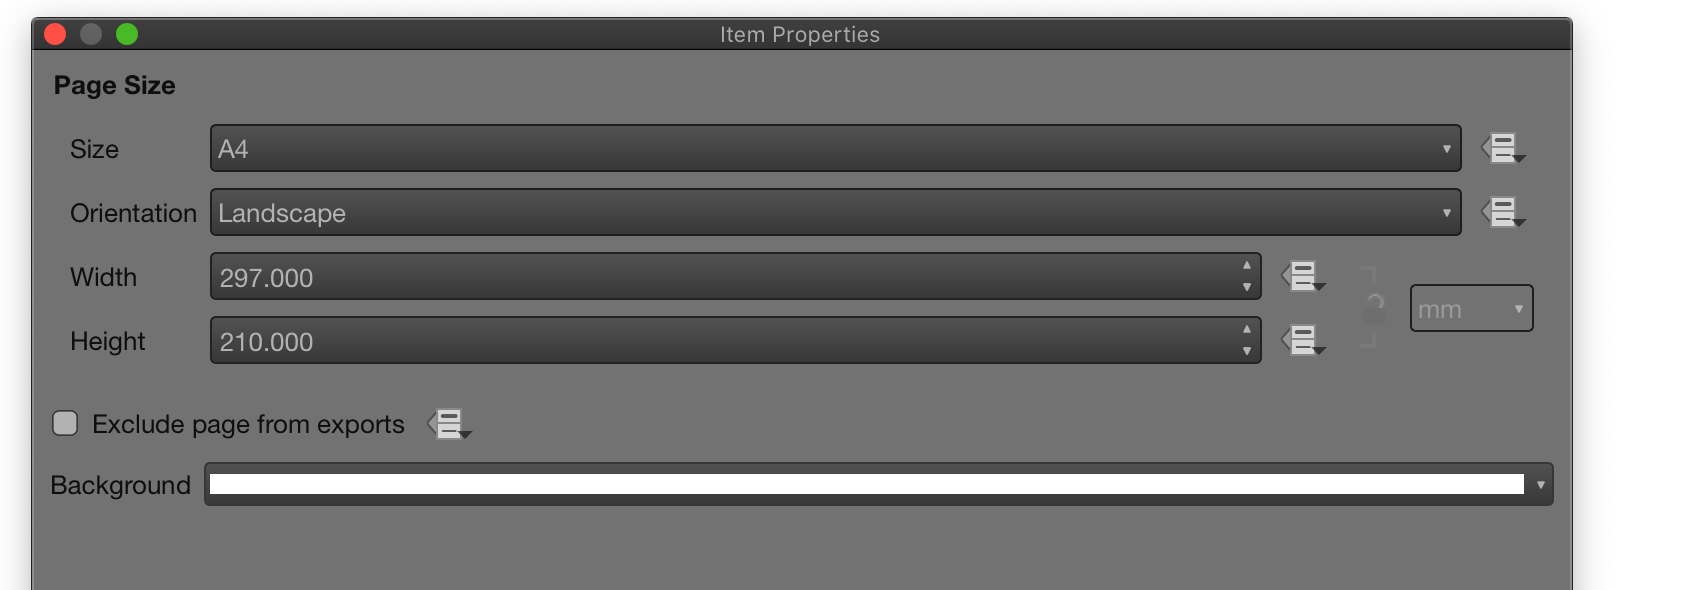 Item Properties
Page Size
Size A4
Orientation Landscape
Width 297.000
mm
Height 210.000
Exclude page from exports
Background